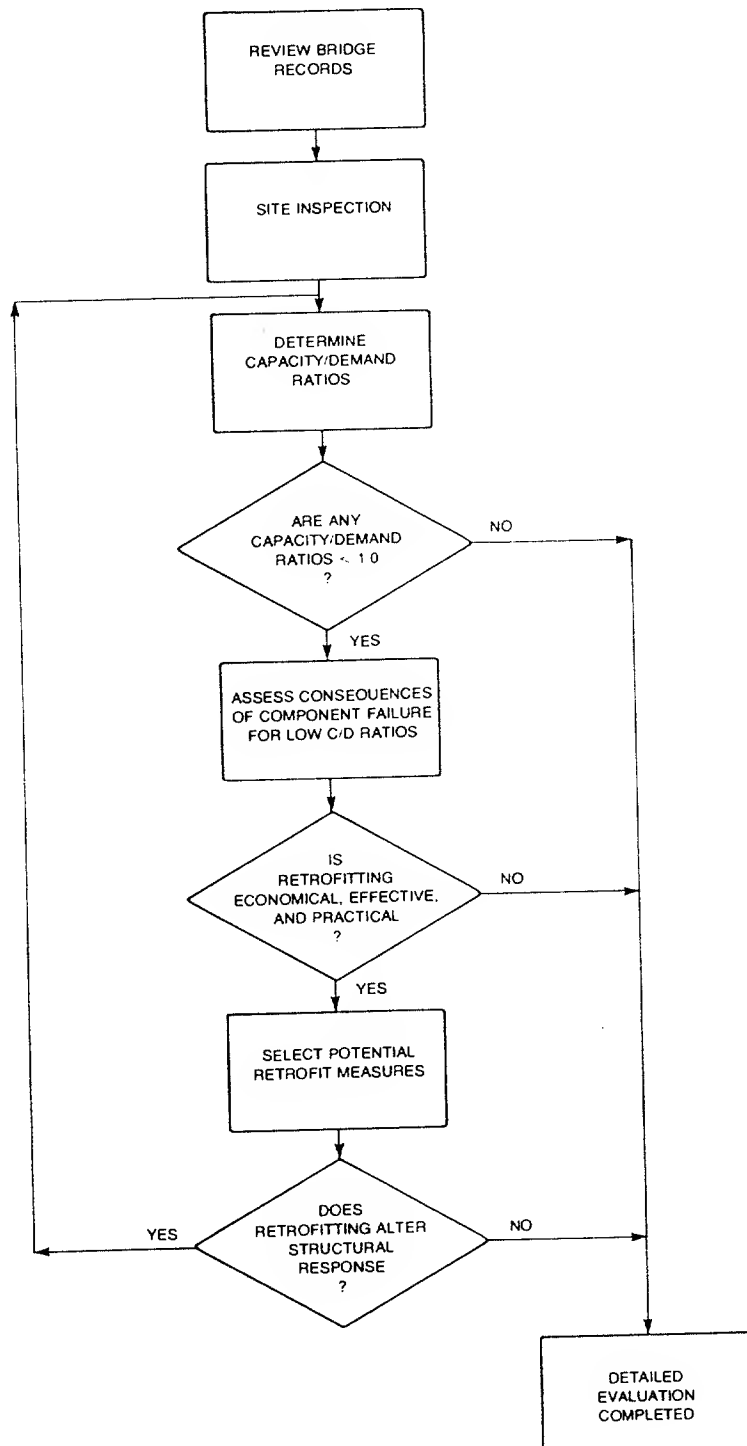 REVIEW BRIDGE
RECORDS
SITE INSPECTION
DETERMINE
CAPACITY/DEMAND
RATIOS
ARE ANY
CAPACITY/DEMAND
RATIOS < 1.0
?
NO
YES
ASSESS CONSEQUENCES
OF COMPONENT FAILURE
FOR LOW C/D RATIOS
IS
RETROFITTING
ECONOMICAL, EFFECTIVE,
AND PRACTICAL
?
NO
YES
SELECT POTENTIAL
RETROFIT MEASURES
DOES
RETROFITTING ALTER
STRUCTURAL
RESPONSE
?
YES
NO
DETAILED
EVALUATION
COMPLETED